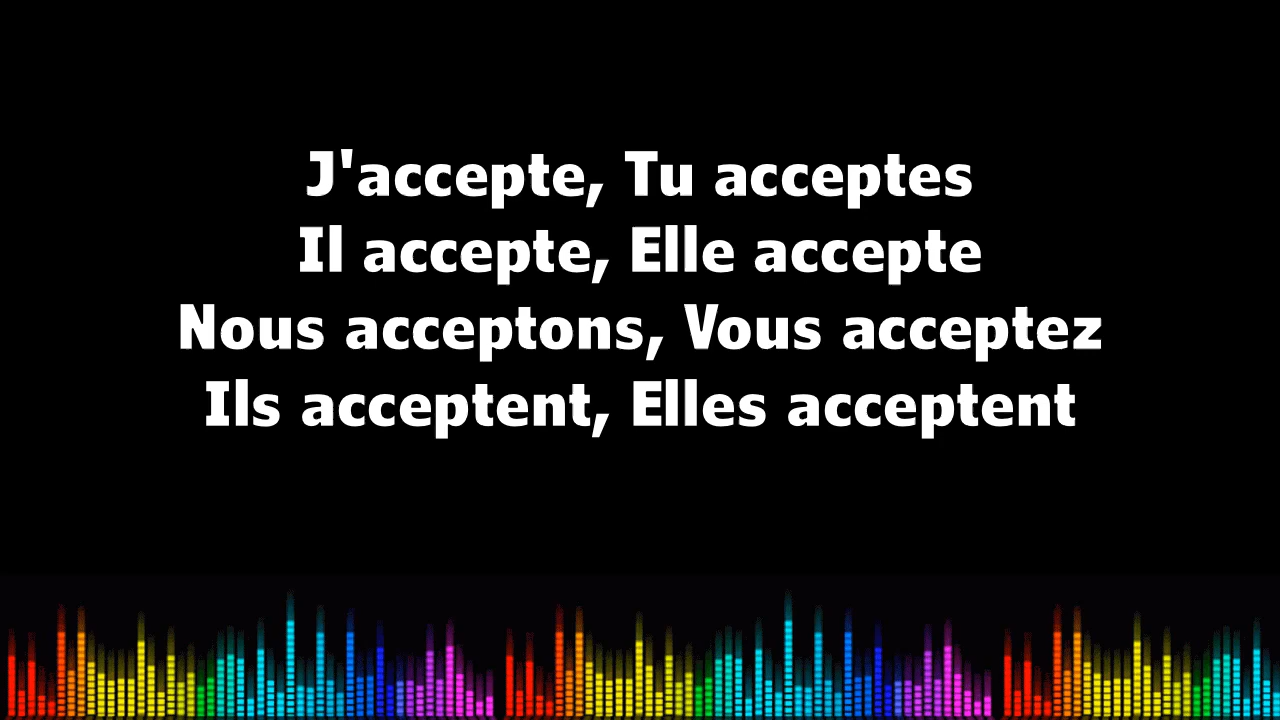 J'accepte, Tu acceptes
Il accepte, Elle accepte
Nous acceptons, Vous acceptez
Ils acceptent, Elles acceptent